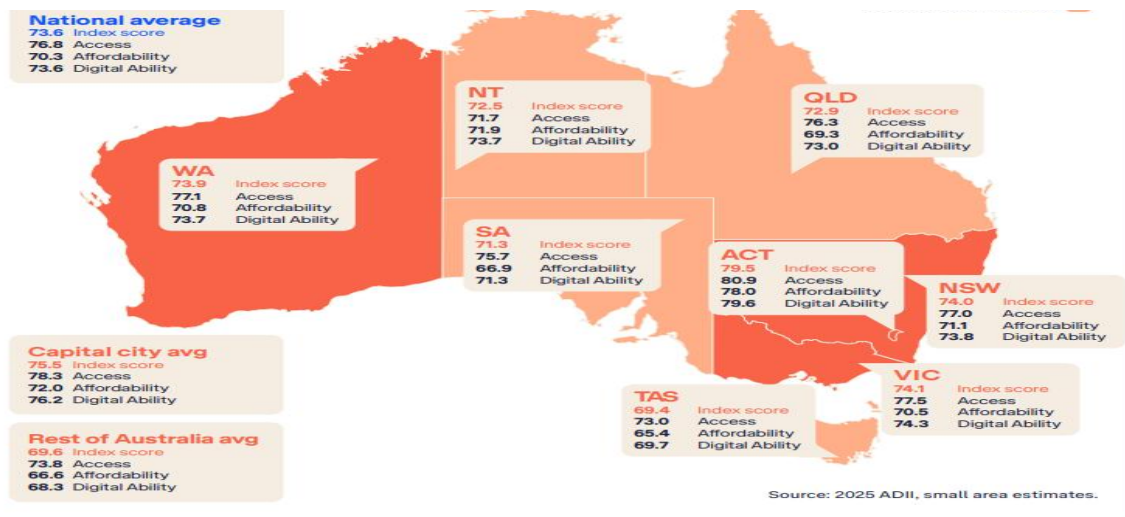 National average
73.6 Index score
76.8 Access
70.3 Affordability
73.6 Digital Ability
NT
72.5 Index score
71.7 Access
71.9 Affordability
73.7 Digital Ability
QLD
72.9 Index score
76.3 Access
69.3 Affordability
73.0 Digital Ability
WA
73.9 Index score
77.1 Access
70.8 Affordability
73.7 Digital Ability
SA
71.3 Index score
75.7 Access
66.9 Affordability
71.3 Digital Ability
ACT
79.5 Index score
80.9 Access
78.0 Affordability
79.6 Digital Ability
NSW
74.0 Index score
77.0 Access
71.1 Affordability
73.8 Digital Ability
Capital city avg
75.5 Index score
78.3 Access
72.0 Affordability
76.2 Digital Ability
VIC
74.1 Index score
77.5 Access
70.5 Affordability
74.3 Digital Ability
TAS
69.4 Index score
73.0 Access
65.4 Affordability
69.7 Digital Ability
Rest of Australia avg
69.6 Index score
73.8 Access
66.6 Affordability
68.3 Digital Ability
Source: 2025 ADII, small area estimates.